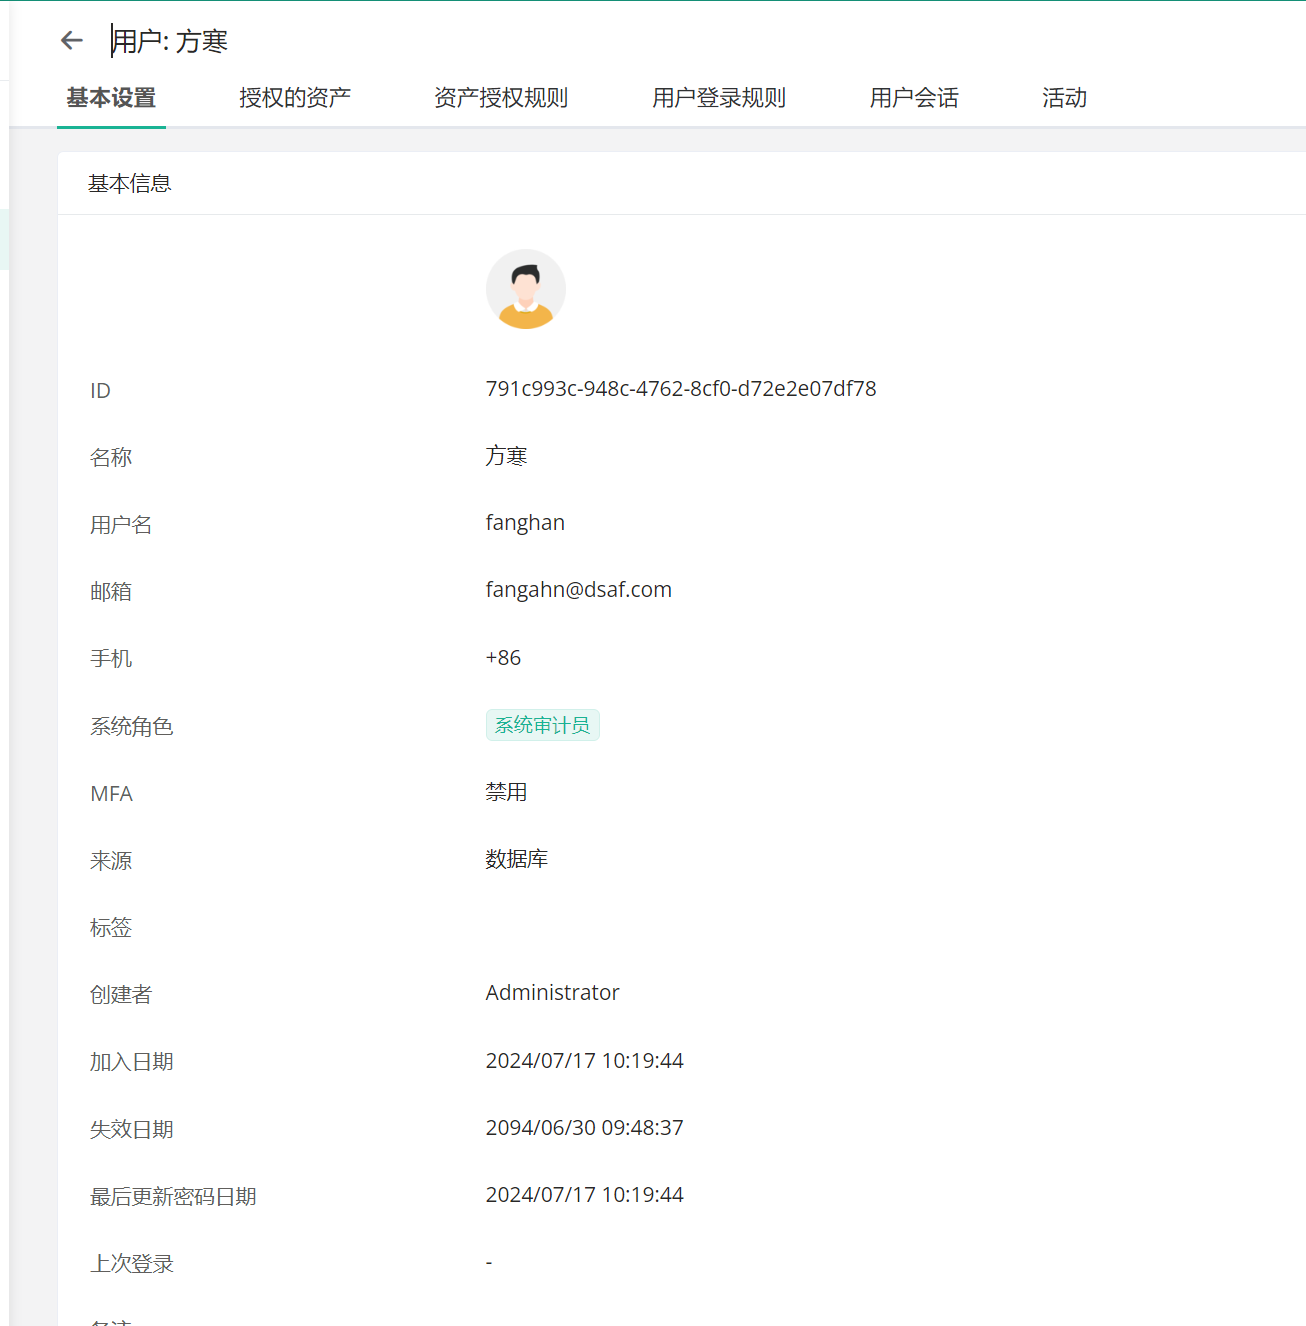 用户: 方寒
基本设置 授权的资产 资产授权规则 用户登录规则 用户会话 活动
基本信息
ID 791c993c-948c-4762-8cf0-d72e2e07df78
名称 方寒
用户名 fanghan
邮箱 fangahn@dsaf.com
手机 +86
系统角色 系统审计员
MFA 禁用
来源 数据库
标签
创建者 Administrator
加入日期 2024/07/17 10:19:44
失效日期 2094/06/30 09:48:37
最后更新密码日期 2024/07/17 10:19:44
上次登录 -